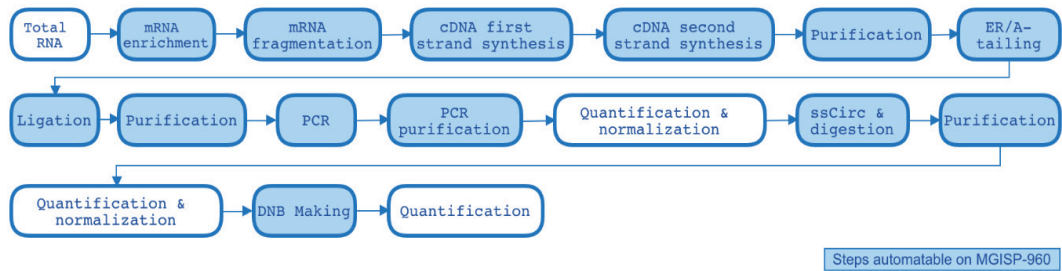 Total
RNA
mRNA
enrichment
mRNA
fragmentation
cDNA first
strand synthesis
cDNA second
strand synthesis
Purification
ER/A-
tailing
Ligation
Purification
PCR
PCR
purification
Quantification &
normalization
ssCirc &
digestion
Purification
Quantification &
normalization
DNB Making
Quantification
Steps automatable on MGISP-960